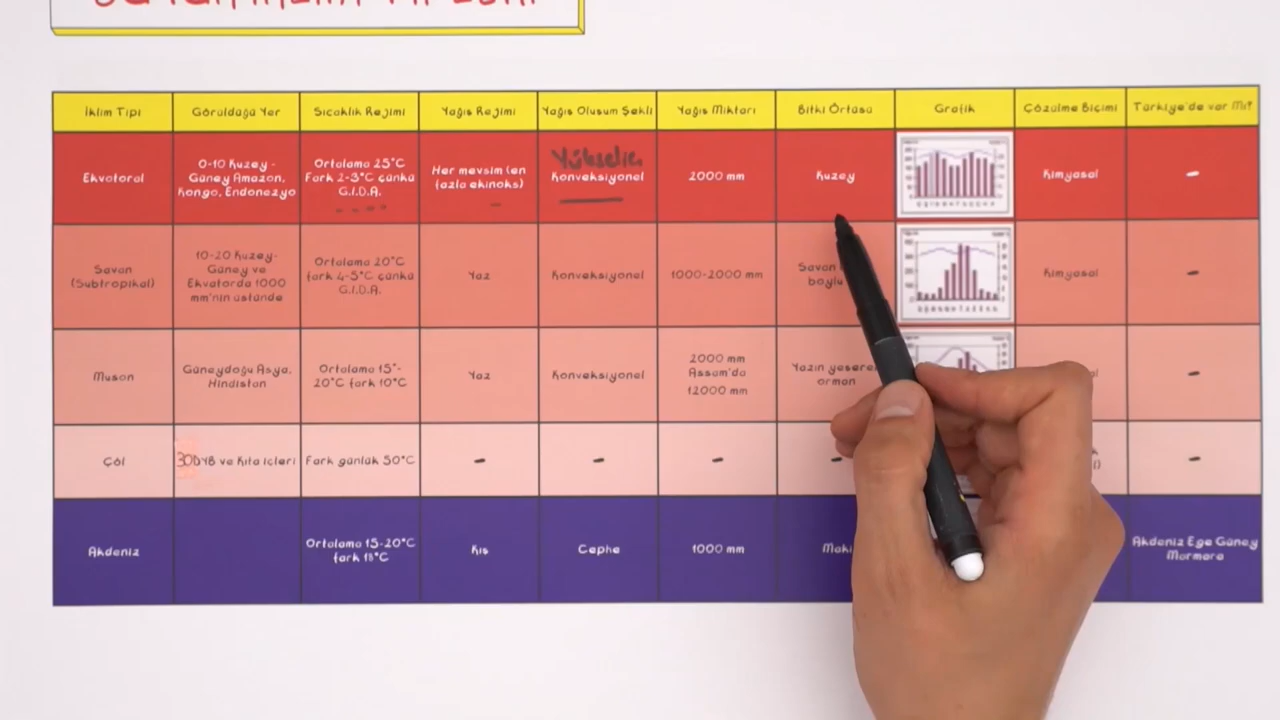 İklim Tipi
Görüldüğü Yer
Sıcaklık Rejimi
Yağış Rejimi
Yağış Oluşum Şekli
Yağış Miktarı
Bitki Örtüsü
Grafik
Çözülme Biçimi
Türkiye'de var Mı?
Ekvatoral
0-10 Kuzey -
Güney Amazon,
Kongo, Endonezya
Ortalama 25°C
Fark 2-3°C çünkü
G.I.D.A.
Her mevsim (en
fazla ekinoks)
Yükselim
Konveksiyonel
2000 mm
Kuzey
Kimyasal
-
Savan
(Subtropikal)
10-20 Kuzey-
Güney ve
Ekvatorda 1000
mm'nin üstünde
Ortalama 20°C
fark 4-5°C çünkü
G.I.D.A.
Yaz
Konveksiyonel
1000-2000 mm
Savan
boylu
Kimyasal
-
Muson
Güneydoğu Asya,
Hindistan
Ortalama 15°-
20°C fark 10°C
Yaz
Konveksiyonel
2000 mm
Assam'da
12000 mm
Yazın yeşeren
orman
-
Çöl
30DYB ve Kıta içleri
Fark günlük 50°C
-
-
-
-
-
Akdeniz
Ortalama 15-20°C
fark 18°C
Kış
Cephe
1000 mm
Maki
Akdeniz Ege Güney
Marmara